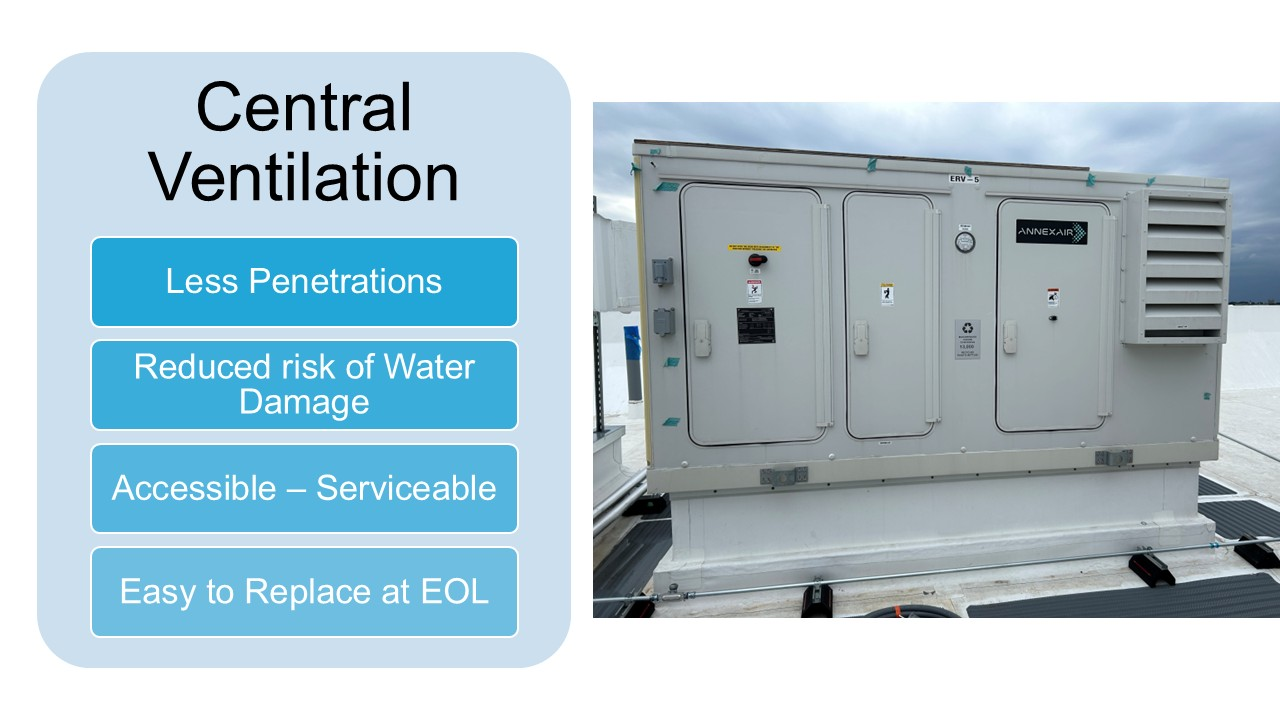 Central
Ventilation
Less Penetrations
Reduced risk of Water
Damage
Accessible – Serviceable
Easy to Replace at EOL
ERV-5
ANNEXAIR